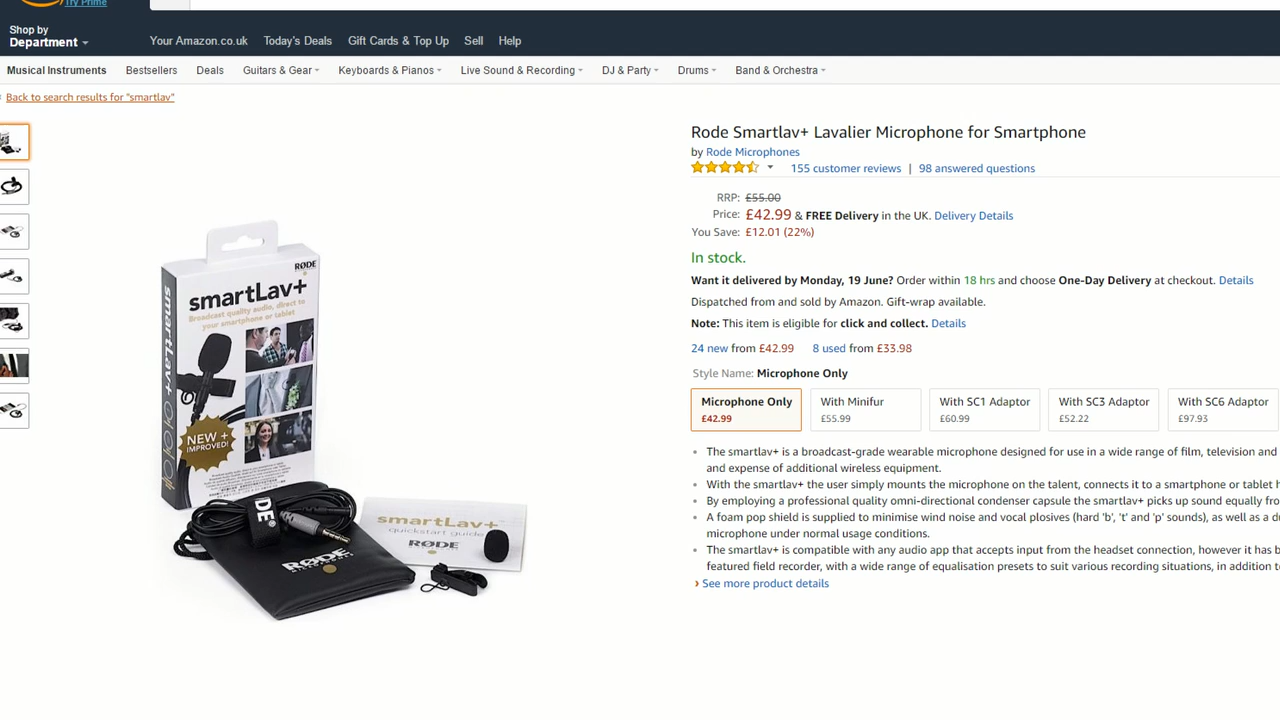 Try Prime
Shop by
Department
Your Amazon.co.uk Today's Deals Gift Cards & Top Up Sell Help
Musical Instruments Bestsellers Deals Guitars & Gear Keyboards & Pianos Live Sound & Recording DJ & Party Drums Band & Orchestra
Back to search results for "smartlav"
Rode Smartlav+ Lavalier Microphone for Smartphone
by Rode Microphones
155 customer reviews | 98 answered questions
RRP: £55.00
Price: £42.99 & FREE Delivery in the UK. Delivery Details
You Save: £12.01 (22%)
In stock.
Want it delivered by Monday, 19 June? Order within 18 hrs and choose One-Day Delivery at checkout. Details
Dispatched from and sold by Amazon. Gift-wrap available.
Note: This item is eligible for click and collect. Details
24 new from £42.99 8 used from £33.98
Style Name: Microphone Only
Microphone Only With Minifur With SC1 Adaptor With SC3 Adaptor With SC6 Adaptor
£42.99 £55.99 £60.99 £52.22 £97.93
The smartlav+ is a broadcast-grade wearable microphone designed for use in a wide range of film, television and
and expense of additional wireless equipment.
With the smartlav+ the user simply mounts the microphone on the talent, connects it to a smartphone or tablet
By employing a professional quality omni-directional condenser capsule the smartlav+ picks up sound equally
A foam pop shield is supplied to minimise wind noise and vocal plosives (hard 'b', 't' and 'p' sounds), as well as a
microphone under normal usage conditions.
The smartlav+ is compatible with any audio app that accepts input from the headset connection, however it has
featured field recorder, with a wide range of equalisation presets to suit various recording situations, in addition
See more product details
RØDE
smartLav+
Broadcast quality audio, direct to
your smartphone or tablet
smartLav+
NEW +
IMPROVED!
RØDE
smartLav+
quickstart guide
RØDE
DE®